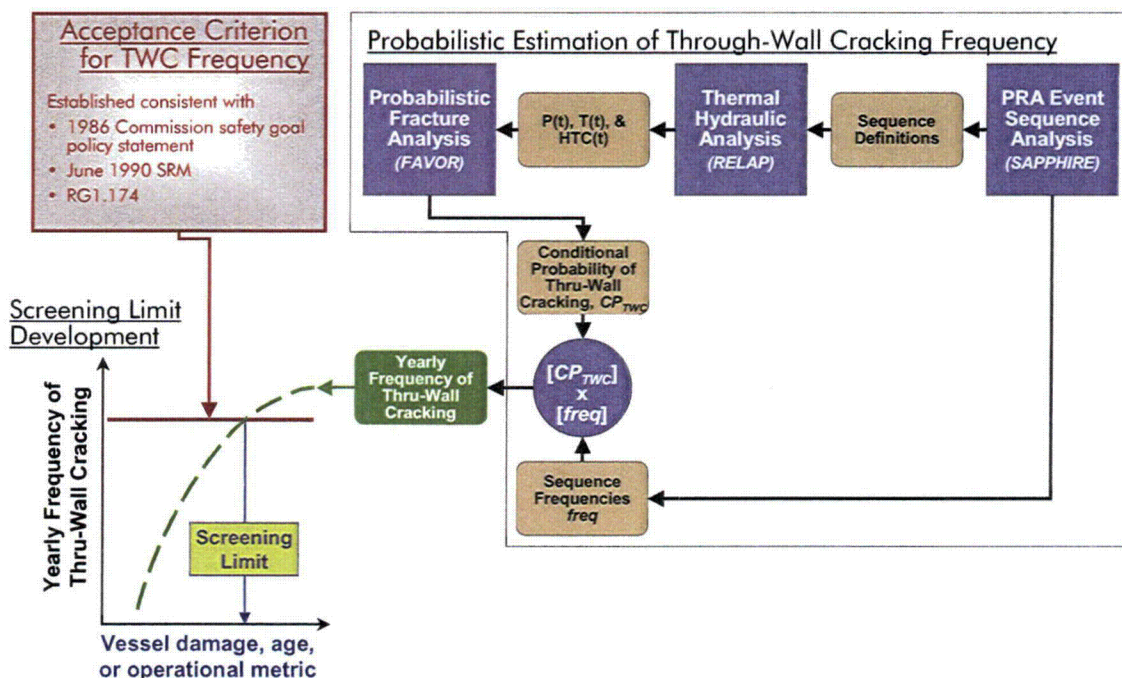 Acceptance Criterion
for TWC Frequency
Established consistent with
• 1986 Commission safety goal
policy statement
• June 1990 SRM
• RG1.174
Probabilistic Estimation of Through-Wall Cracking Frequency
Probabilistic
Fracture
Analysis
(FAVOR)
P(t), T(t), &
HTC(t)
Thermal
Hydraulic
Analysis
(RELAP)
Sequence
Definitions
PRA Event
Sequence
Analysis
(SAPPHIRE)
Conditional
Probability of
Thru-Wall
Cracking, CPTWC
[CPTWC]
x
[freq]
Yearly
Frequency of
Thru-Wall
Cracking
Sequence
Frequencies
freq
Screening Limit
Development
Yearly Frequency of
Thru-Wall Cracking
Screening
Limit
Vessel damage, age,
or operational metric